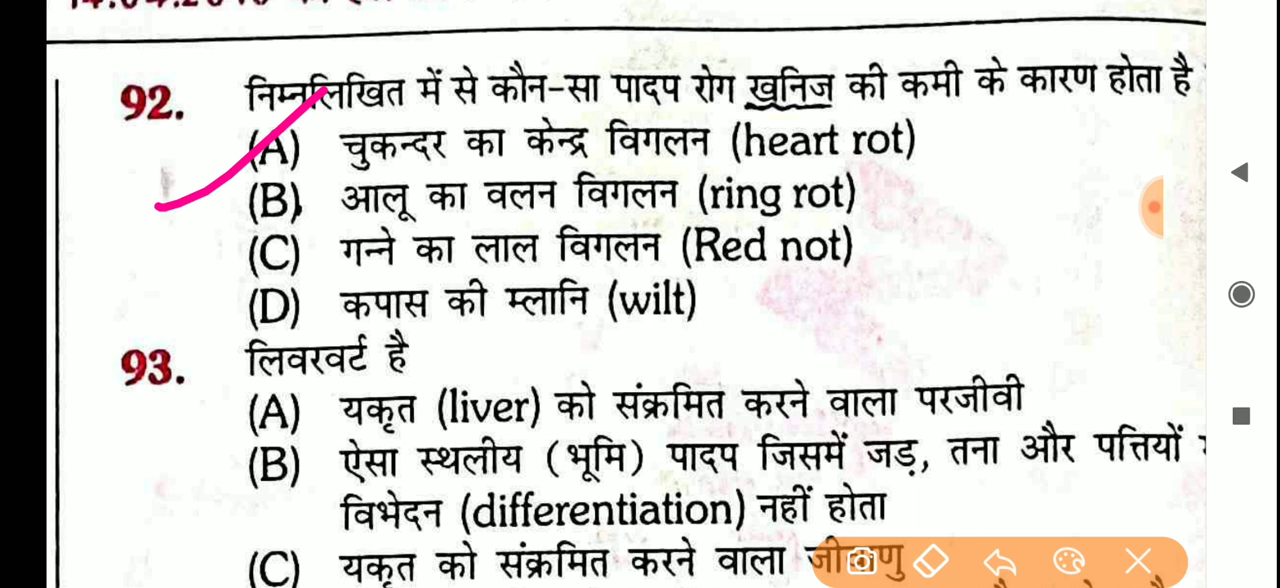 92. निम्नलिखित में से कौन-सा पादप रोग खनिज की कमी के कारण होता है
(A) चुकन्दर का केन्द्र विगलन (heart rot)
(B) आलू का वलन विगलन (ring rot)
(C) गन्ने का लाल विगलन (Red not)
(D) कपास की म्लानि (wilt)
93. लिवरवर्ट है
(A) यकृत (liver) को संक्रमित करने वाला परजीवी
(B) ऐसा स्थलीय (भूमि) पादप जिसमें जड़, तना और पत्तियों
विभेदन (differentiation) नहीं होता
(C) यकृत को संक्रमित करने वाला